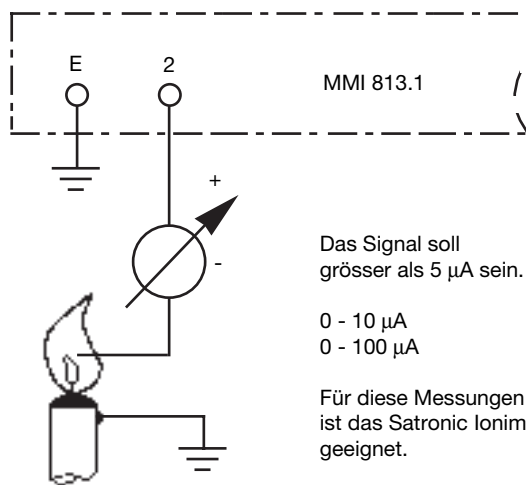 E 2 MMI 813.1
+
-
Das Signal soll
grösser als 5 µA sein.
0 - 10 µA
0 - 100 µA
Für diese Messungen
ist das Satronic Ionim
geeignet.